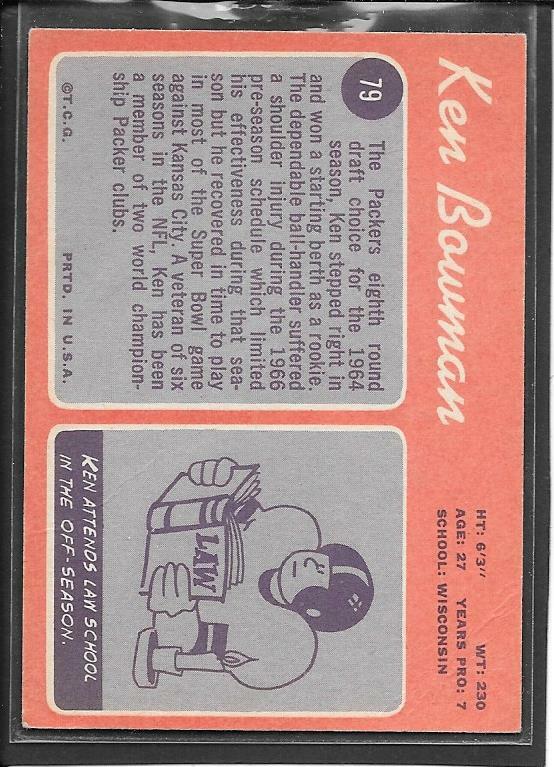 Ken Bowman
HT: 6'3" WT: 230
AGE: 27 YEARS PRO: 7
SCHOOL: WISCONSIN
79
The Packers eighth round
draft choice for the 1964
season, Ken stepped right in
and won a starting berth as a rookie.
The dependable ball-handler suffered
a shoulder injury during the 1966
pre-season schedule which limited
his effectiveness during that sea-
son but he recovered in time to play
in most of the Super Bowl game
against Kansas City. A veteran of six
seasons in the NFL, Ken has been
a member of two world champion-
ship Packer clubs.
©T.C.G. PRTD. IN U.S.A.
LAW
KEN ATTENDS LAW SCHOOL
IN THE OFF-SEASON.